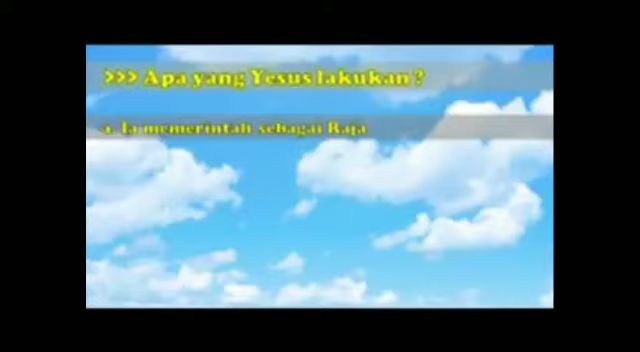 >>> Apa yang Yesus lakukan ?
a. Ia memerintah sebagai Raja